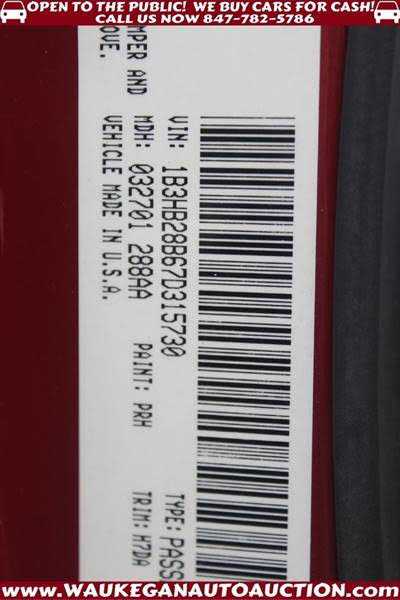 OPEN TO THE PUBLIC! WE BUY CARS FOR CASH!
CALL US NOW 847-782-5786
VIN: 1B3HB28B67D315730 TYPE: PASS
MDH: 032701 288AA PAINT: PRH TRIM: H7DA
VEHICLE MADE IN U.S.A.
MPER AND
OVE.
WWW.WAUKEGANAUTOAUCTION.COM